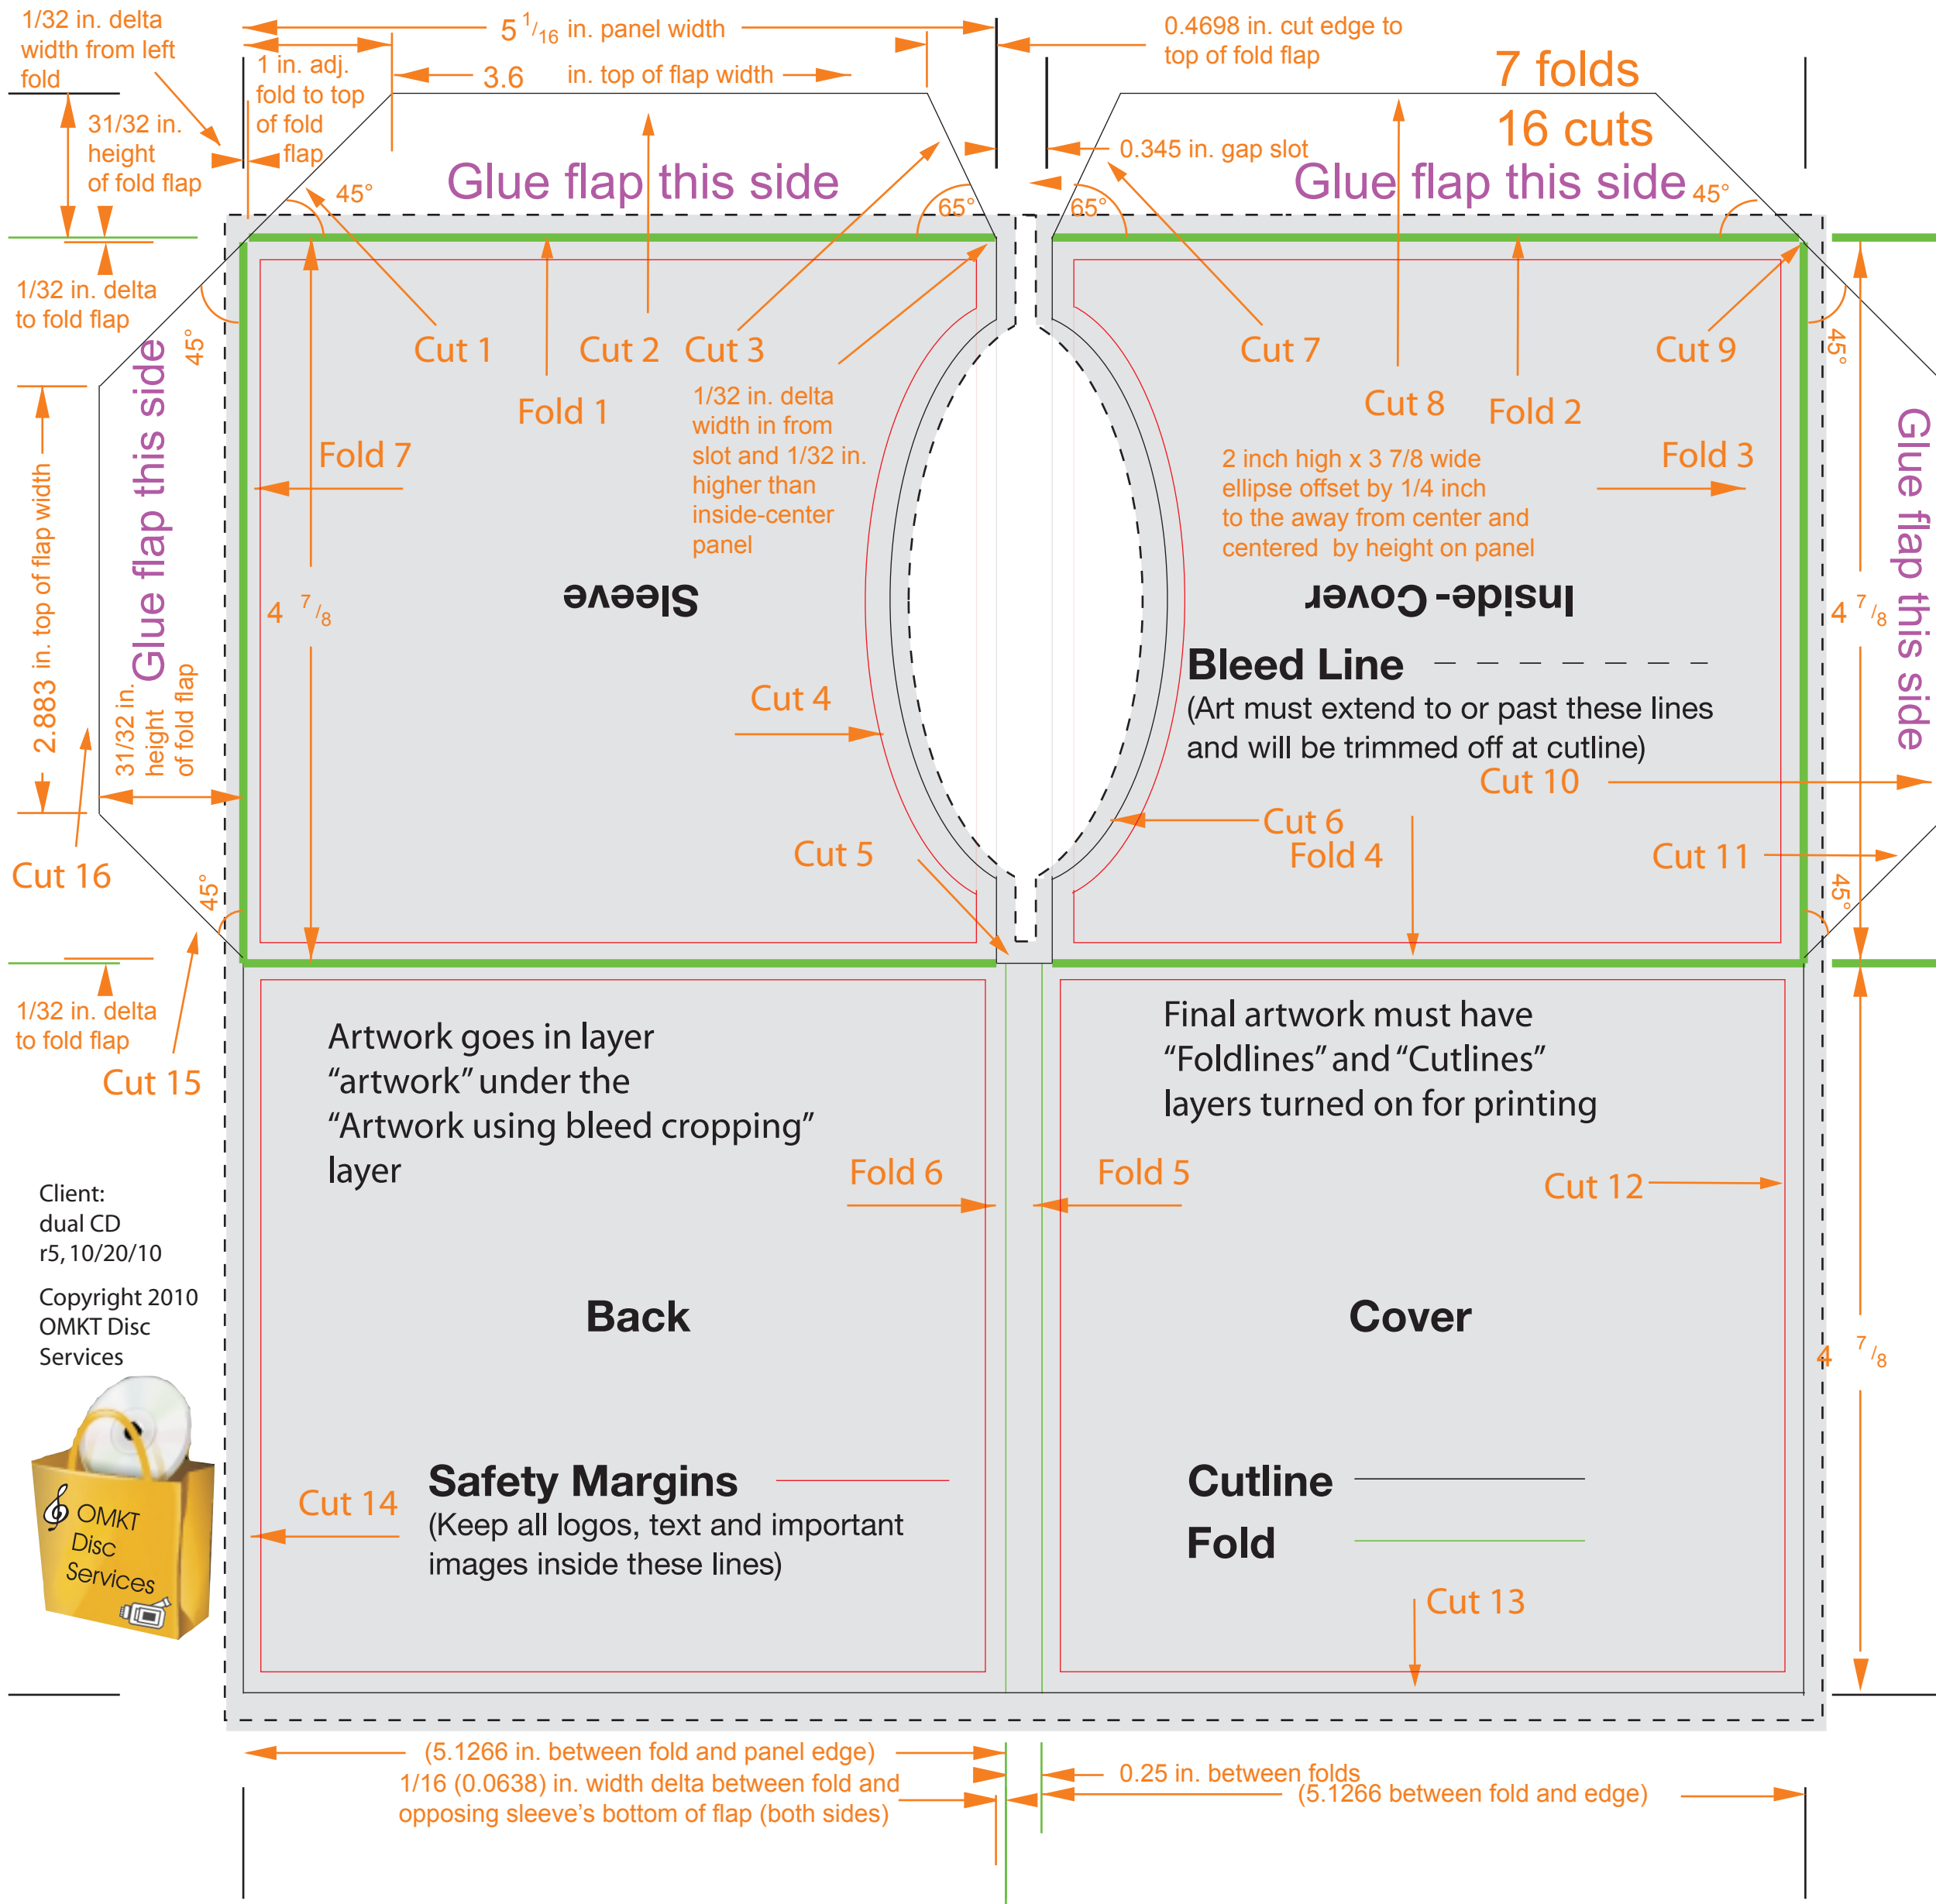 1/32 in. delta
width from left
fold
5 1/16 in. panel width
0.4698 in. cut edge to
top of fold flap
1 in. adj.
fold to top
of fold
flap
3.6 in. top of flap width
7 folds
16 cuts
31/32 in.
height
of fold flap
0.345 in. gap slot
Glue flap this side
Glue flap this side
45°
65°
65°
45°
1/32 in. delta
to fold flap
45°
45°
Cut 1
Cut 2
Cut 3
Cut 7
Cut 9
Fold 1
Cut 8
Fold 2
1/32 in. delta
width in from
slot and 1/32 in.
higher than
inside-center
panel
Fold 7
2 inch high x 3 7/8 wide
ellipse offset by 1/4 inch
to the away from center and
centered by height on panel
Fold 3
Glue flap this side
Glue flap this side
2.883 in. top of flap width
4 7/8
Sleeve
Inside-Cover
4 7/8
Bleed Line
(Art must extend to or past these lines
and will be trimmed off at cutline)
31/32 in.
height
of fold flap
Cut 4
Cut 10
Cut 6
Cut 5
Fold 4
Cut 11
Cut 16
45°
45°
1/32 in. delta
to fold flap
Cut 15
Artwork goes in layer
“artwork” under the
“Artwork using bleed cropping”
layer
Final artwork must have
“Foldlines” and “Cutlines”
layers turned on for printing
Fold 6
Fold 5
Cut 12
Client:
dual CD
r5, 10/20/10
Copyright 2010
OMKT Disc
Services
Back
Cover
4 7/8
OMKT
Disc
Services
Cut 14
Safety Margins
(Keep all logos, text and important
images inside these lines)
Cutline
Fold
Cut 13
(5.1266 in. between fold and panel edge)
1/16 (0.0638) in. width delta between fold and
opposing sleeve’s bottom of flap (both sides)
0.25 in. between folds
(5.1266 between fold and edge)